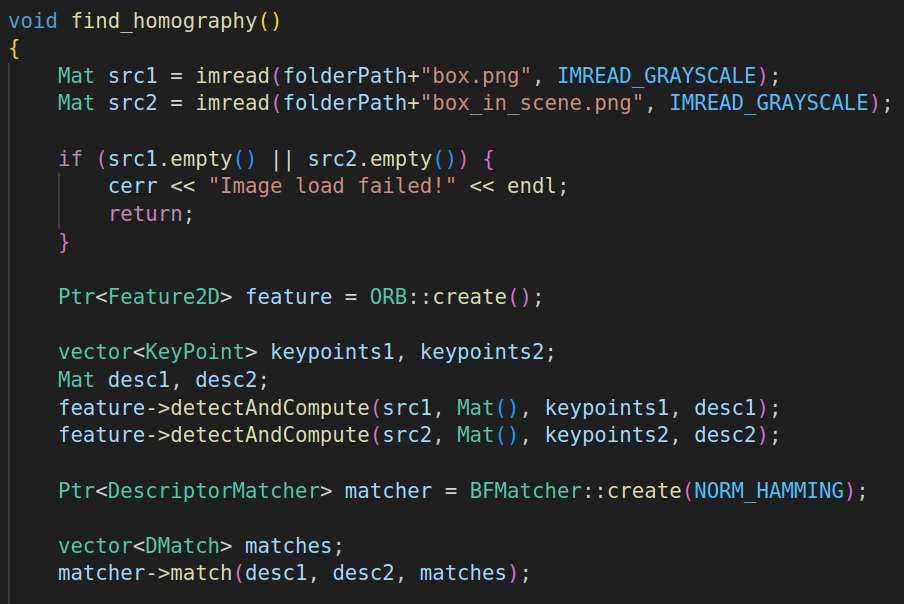 void find_homography()
{
    Mat src1 = imread(folderPath+"box.png", IMREAD_GRAYSCALE);
    Mat src2 = imread(folderPath+"box_in_scene.png", IMREAD_GRAYSCALE);

    if (src1.empty() || src2.empty()) {
        cerr << "Image load failed!" << endl;
        return;
    }

    Ptr<Feature2D> feature = ORB::create();

    vector<KeyPoint> keypoints1, keypoints2;
    Mat desc1, desc2;
    feature->detectAndCompute(src1, Mat(), keypoints1, desc1);
    feature->detectAndCompute(src2, Mat(), keypoints2, desc2);

    Ptr<DescriptorMatcher> matcher = BFMatcher::create(NORM_HAMMING);

    vector<DMatch> matches;
    matcher->match(desc1, desc2, matches);